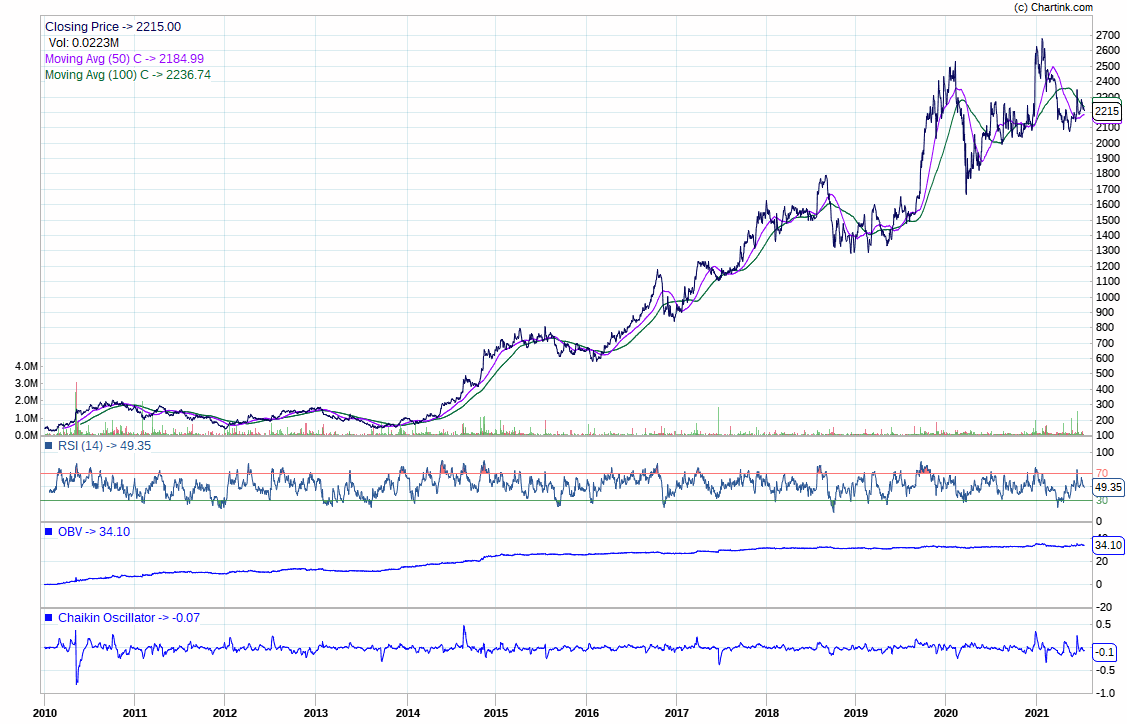 (c) Chartink.com
Closing Price -> 2215.00
Vol: 0.0223M
Moving Avg (50) C -> 2184.99
Moving Avg (100) C -> 2236.74
2700
2600
2500
2400
2300
2215
2100
2000
1900
1800
1700
1600
1500
1400
1300
1200
1100
1000
900
800
700
600
500
400
300
200
100
4.0M
3.0M
2.0M
1.0M
0.0M
RSI (14) -> 49.35
100
70
49.35
30
0
OBV -> 34.10
40
34.10
20
0
-20
Chaikin Oscillator -> -0.07
0.5
-0.1
-0.5
-1.0
2010 2011 2012 2013 2014 2015 2016 2017 2018 2019 2020 2021